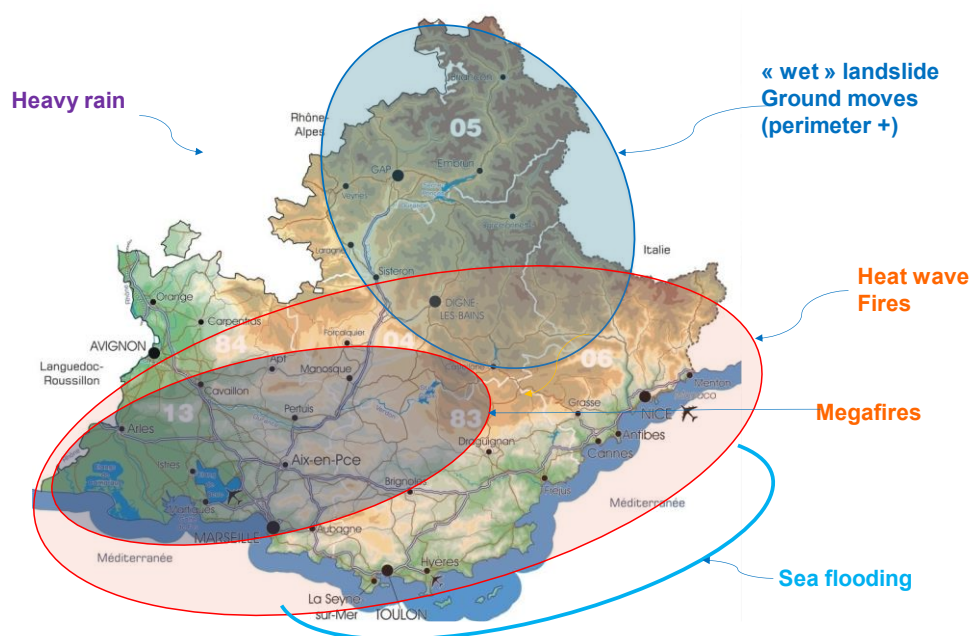 Heavy rain
« wet » landslide
Ground moves
(perimeter +)
Rhône-
Alpes
Briançon
05
GAP
Embrun
Veynes
Laragne
Italie
Sisteron
Heat wave
Fires
Orange
DIGNE
LES-BAINS
Carpentras
Forcalquier
84
04
AVIGNON
06
Languedoc-
Roussillon
Apt
Manosque
Menton
Monaco
Cavaillon
Grasse
NICE
13
Pertuis
83
Megafires
Arles
Antibes
Draguignan
Cannes
Aix-en-Pce
Istres
Brignoles
Fréjus
Martigues
Méditerranée
MARSEILLE
Aubagne
Méditerranée
Hyères
Sea flooding
La Seyne
sur-Mer
TOULON